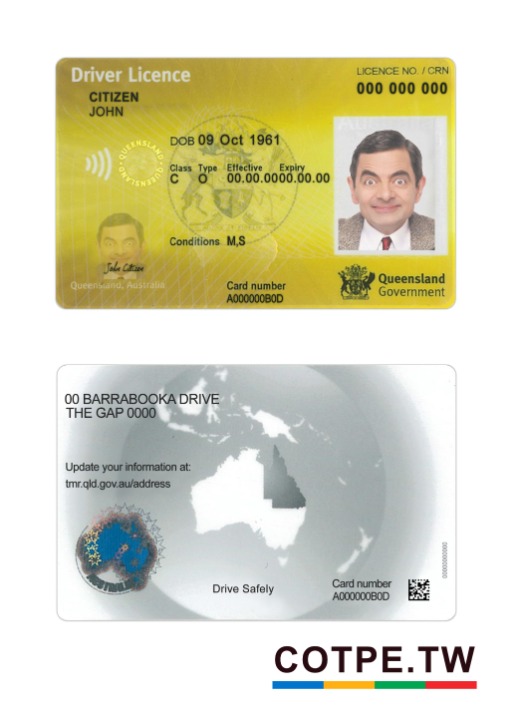 Driver Licence
LICENCE NO. / CRN
CITIZEN
000 000 000
JOHN
DOB 09 Oct 1961
QUEENSLAND QUEENSLAND
Class Type Effective Expiry
C O 00.00.0000.00.00
Conditions M,S
John Citizen
Queensland, Australia
Card number
A000000B0D
Queensland
Government
00 BARRABOOKA DRIVE
THE GAP 0000
Update your information at:
tmr.qld.gov.au/address
AUSTRALIA
Drive Safely
Card number
A000000B0D
COTPE.TW